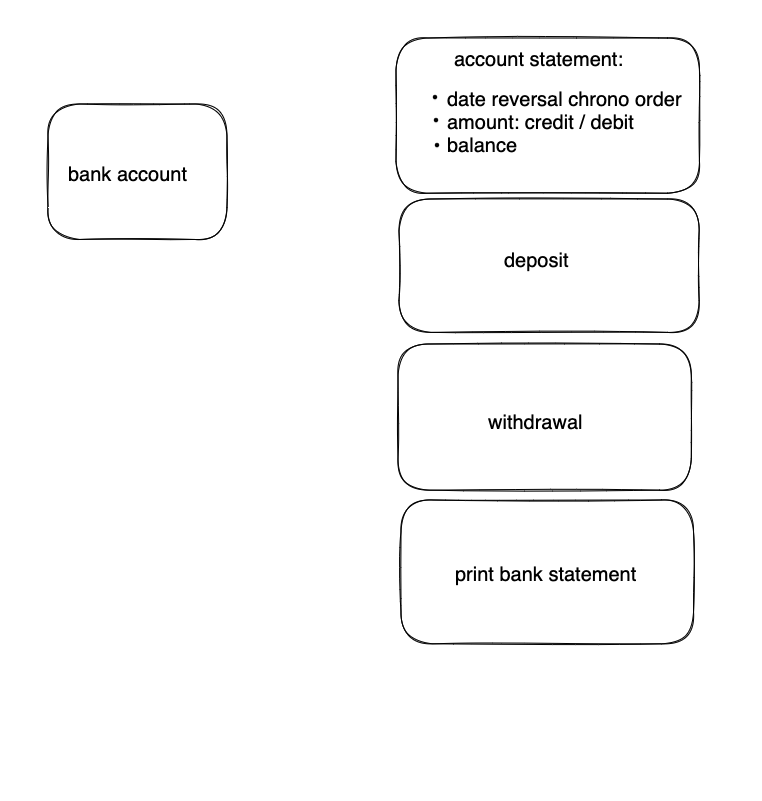 bank account
account statement:
• date reversal chrono order
• amount: credit / debit
• balance
deposit
withdrawal
print bank statement